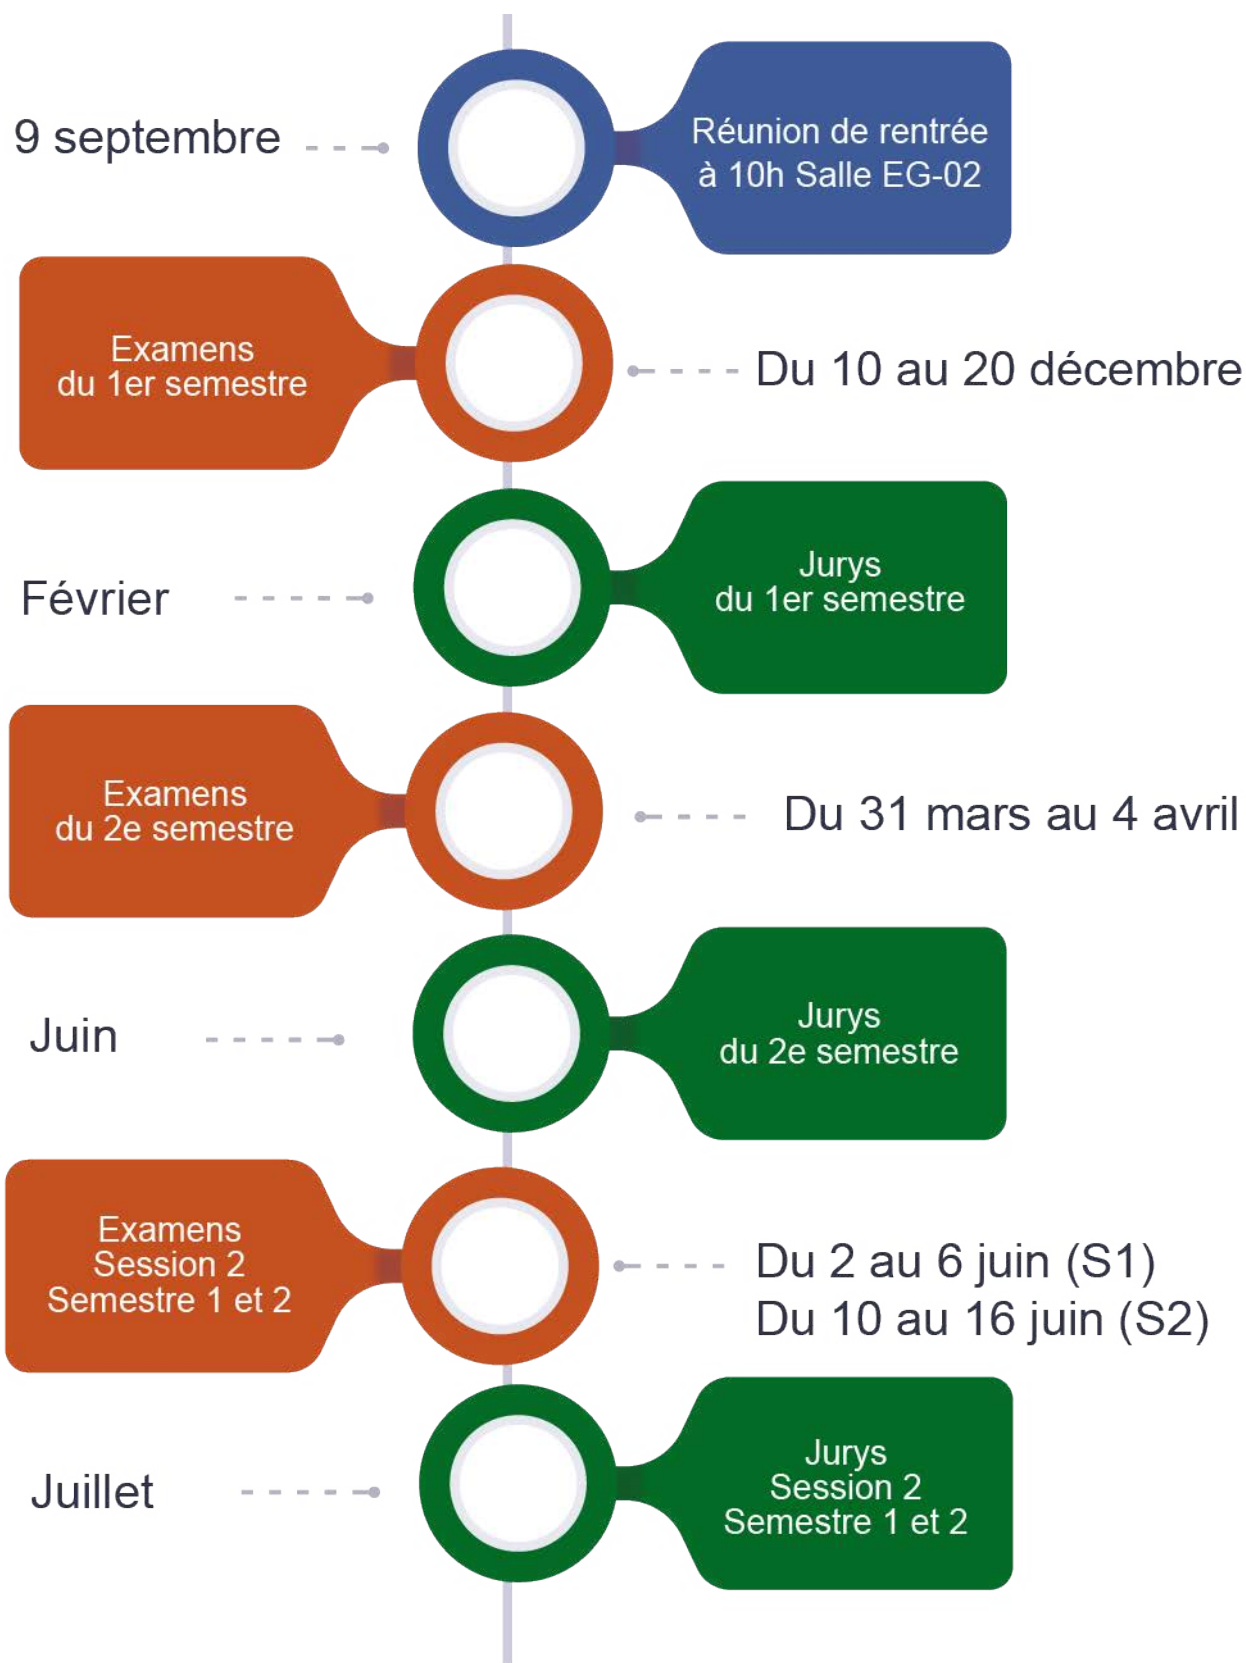 9 septembre
Réunion de rentrée
à 10h Salle EG-02
Examens
du 1er semestre
Du 10 au 20 décembre
Février
Jurys
du 1er semestre
Examens
du 2e semestre
Du 31 mars au 4 avril
Juin
Jurys
du 2e semestre
Examens
Session 2
Semestre 1 et 2
Du 2 au 6 juin (S1)
Du 10 au 16 juin (S2)
Juillet
Jurys
Session 2
Semestre 1 et 2